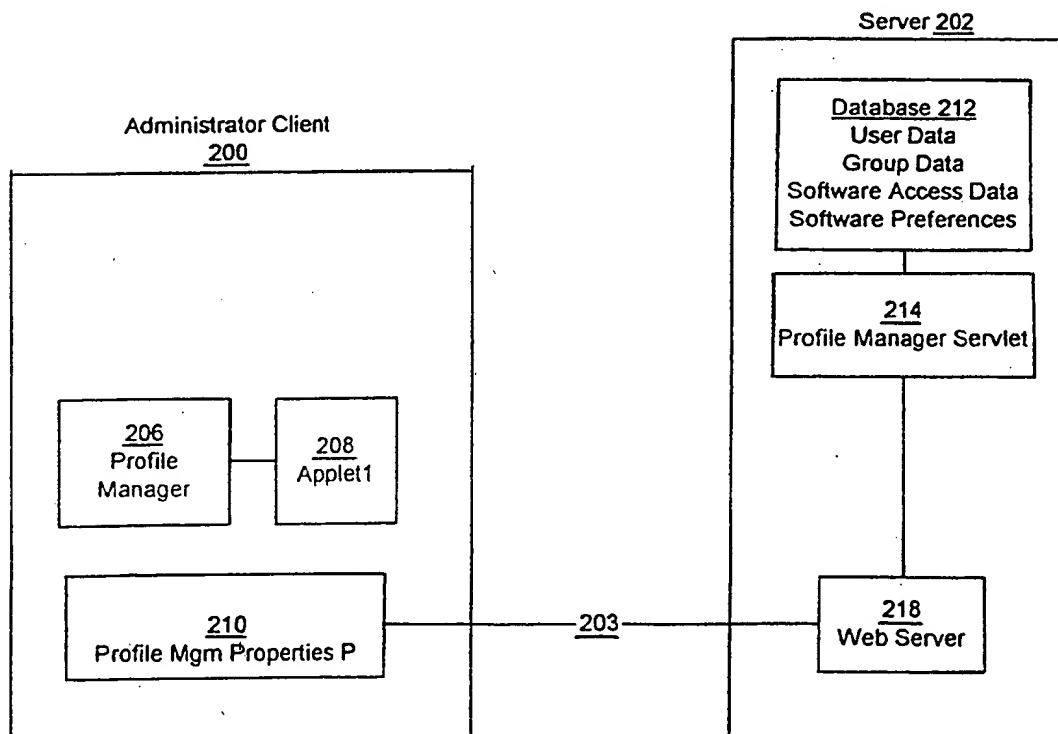 Server 202
Database 212
User Data
Group Data
Software Access Data
Software Preferences
Administrator Client
200
214
Profile Manager Servlet
206
Profile
Manager
208
Applet1
210
Profile Mgm Properties P
203
218
Web Server